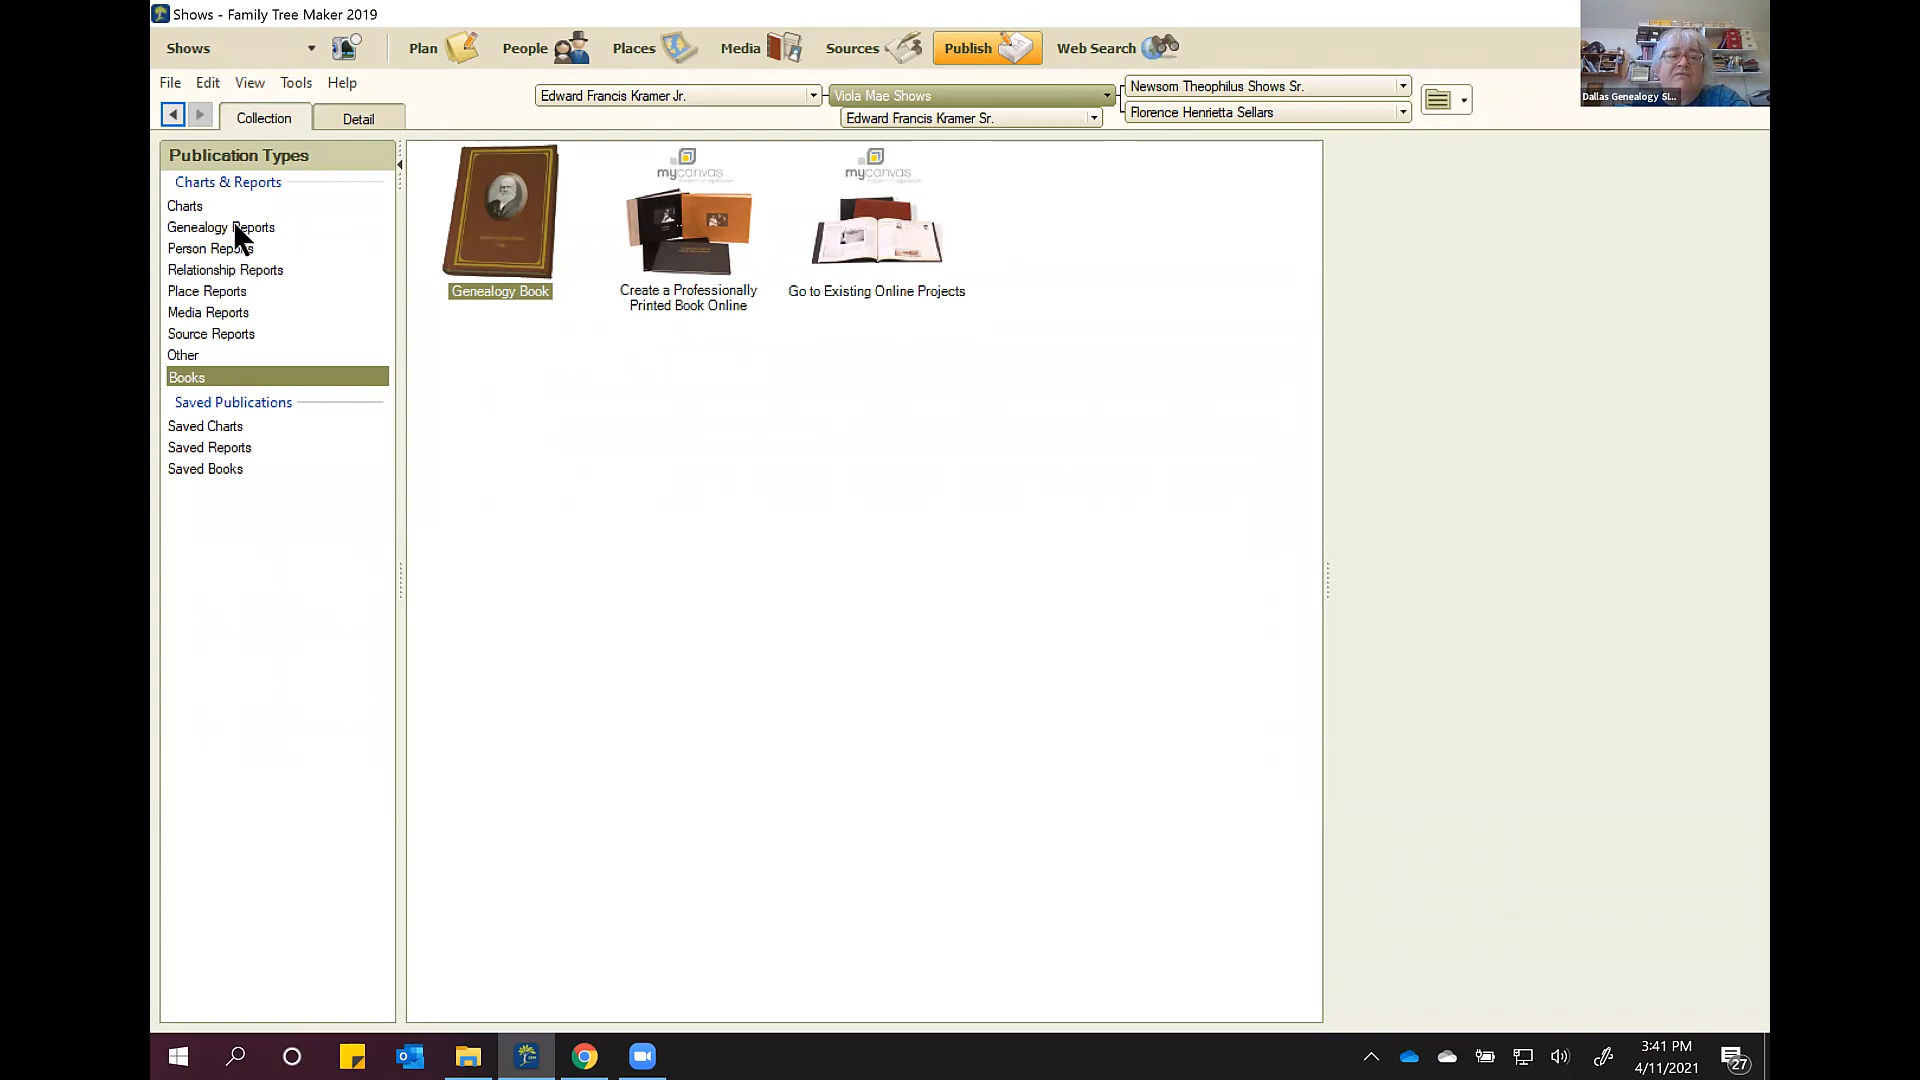 Shows - Family Tree Maker 2019
Shows
Plan
People
Places
Media
Sources
Publish
Web Search
File Edit View Tools Help
Edward Francis Kramer Jr.
Viola Mae Shows
Edward Francis Kramer Sr.
Newsom Theophilus Shows Sr.
Florence Henrietta Sellars
Dallas Genealogy SI...
Collection
Detail
Publication Types
Charts & Reports
Charts
Genealogy Reports
Person Reports
Relationship Reports
Place Reports
Media Reports
Source Reports
Other
Books
Saved Publications
Saved Charts
Saved Reports
Saved Books
Genealogy Book
mycanvas
Create a Professionally
Printed Book Online
mycanvas
Go to Existing Online Projects
3:41 PM
4/11/2021
27